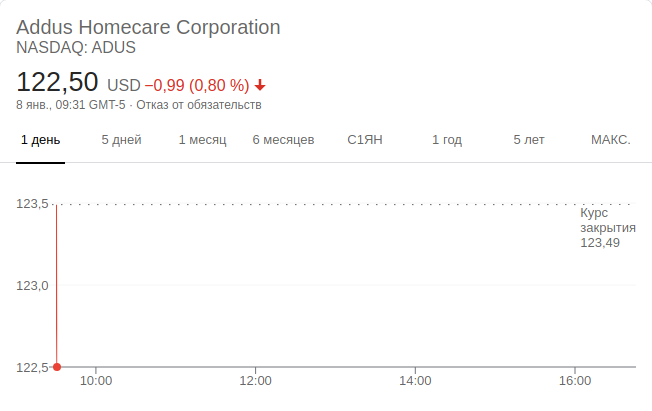 Addus Homecare Corporation
NASDAQ: ADUS
122,50 USD −0,99 (0,80 %)
8 янв., 09:31 GMT-5 · Отказ от обязательств
1 день 5 дней 1 месяц 6 месяцев С1ЯН 1 год 5 лет МАКС.
123,5
Курс
закрытия
123,49
123,0
122,5
10:00 12:00 14:00 16:00